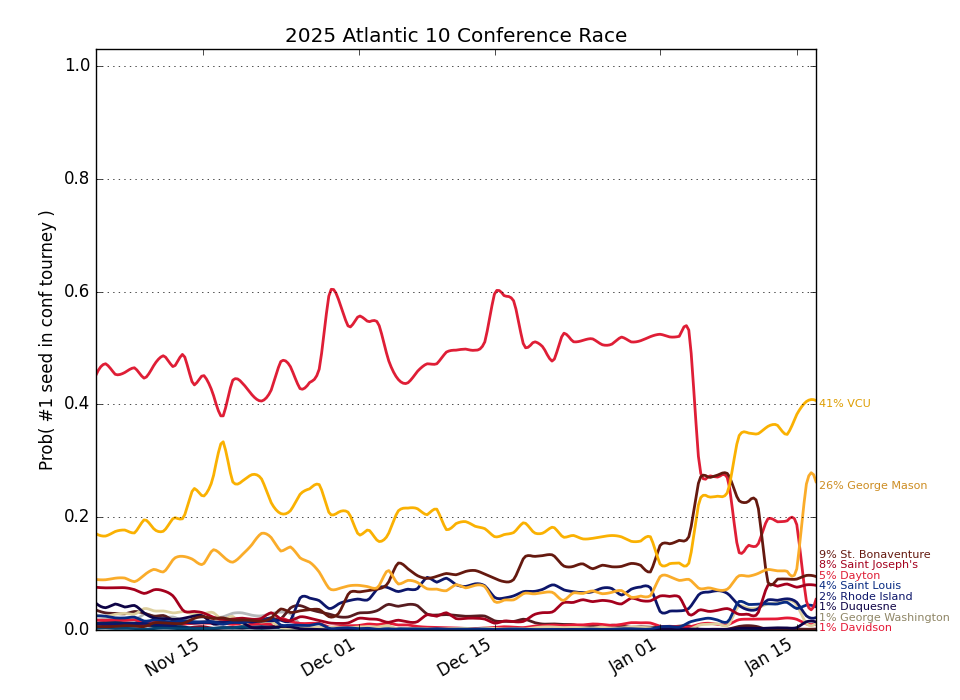 2025 Atlantic 10 Conference Race
Prob( #1 seed in conf tourney )
1.0
0.8
0.6
0.4
0.2
0.0
Nov 15
Dec 01
Dec 15
Jan 01
Jan 15
41% VCU
26% George Mason
9% St. Bonaventure
8% Saint Joseph's
5% Dayton
4% Saint Louis
2% Rhode Island
1% Duquesne
1% George Washington
1% Davidson